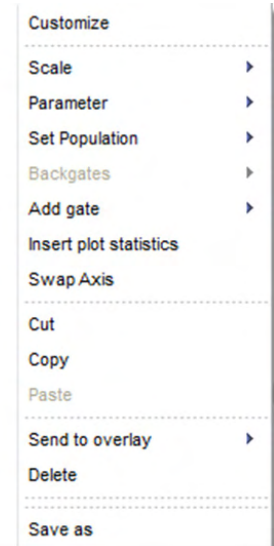 Customize
Scale
Parameter
Set Population
Backgates
Add gate
Insert plot statistics
Swap Axis
Cut
Copy
Paste
Send to overlay
Delete
Save as